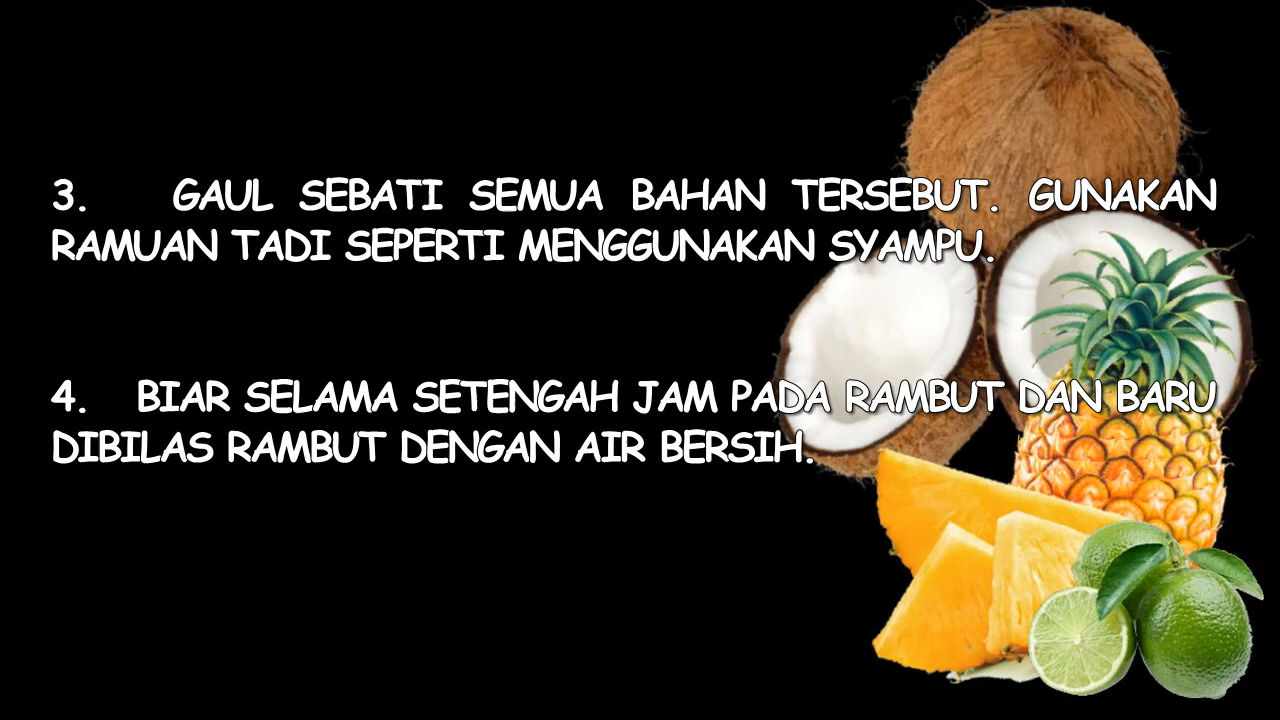 3. GAUL SEBATI SEMUA BAHAN TERSEBUT. GUNAKAN
RAMUAN TADI SEPERTI MENGGUNAKAN SYAMPU.
4. BIAR SELAMA SETENGAH JAM PADA RAMBUT DAN BARU
DIBILAS RAMBUT DENGAN AIR BERSIH.